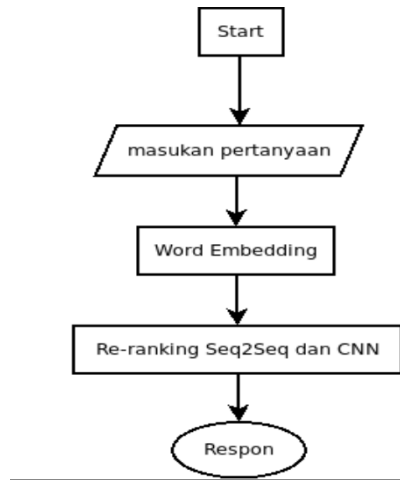 Start
masukan pertanyaan
Word Embedding
Re-ranking Seq2Seq dan CNN
Respon